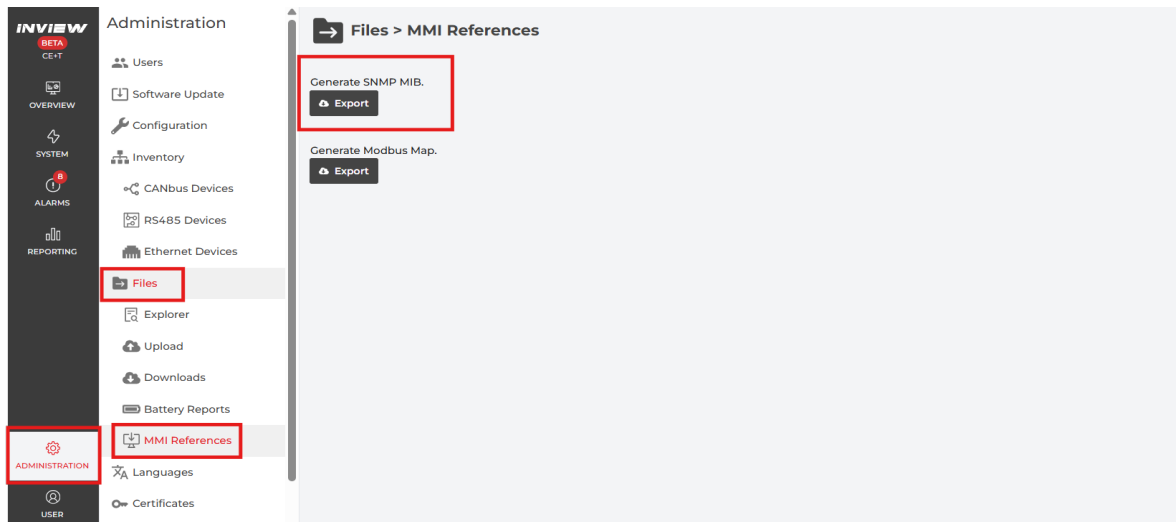 INVIEW
BETA
CE+T
OVERVIEW
SYSTEM
8
ALARMS
REPORTING
ADMINISTRATION
USER
Administration
Users
Software Update
Configuration
Inventory
CANbus Devices
RS485 Devices
Ethernet Devices
Files
Explorer
Upload
Downloads
Battery Reports
MMI References
Languages
Certificates
Files > MMI References
Generate SNMP MIB.
Export
Generate Modbus Map.
Export